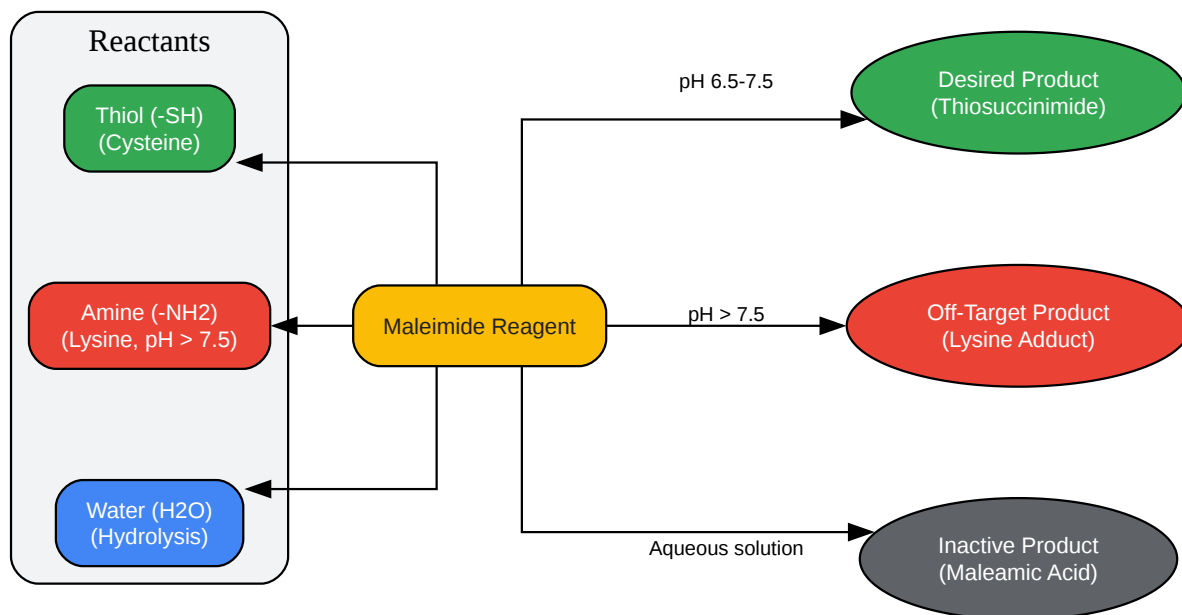 Reactants
Thiol (-SH)
(Cysteine)
Amine (-NH2)
(Lysine, pH > 7.5)
Water (H2O)
(Hydrolysis)
Maleimide Reagent
pH 6.5-7.5
pH > 7.5
Aqueous solution
Desired Product
(Thiosuccinimide)
Off-Target Product
(Lysine Adduct)
Inactive Product
(Maleamic Acid)